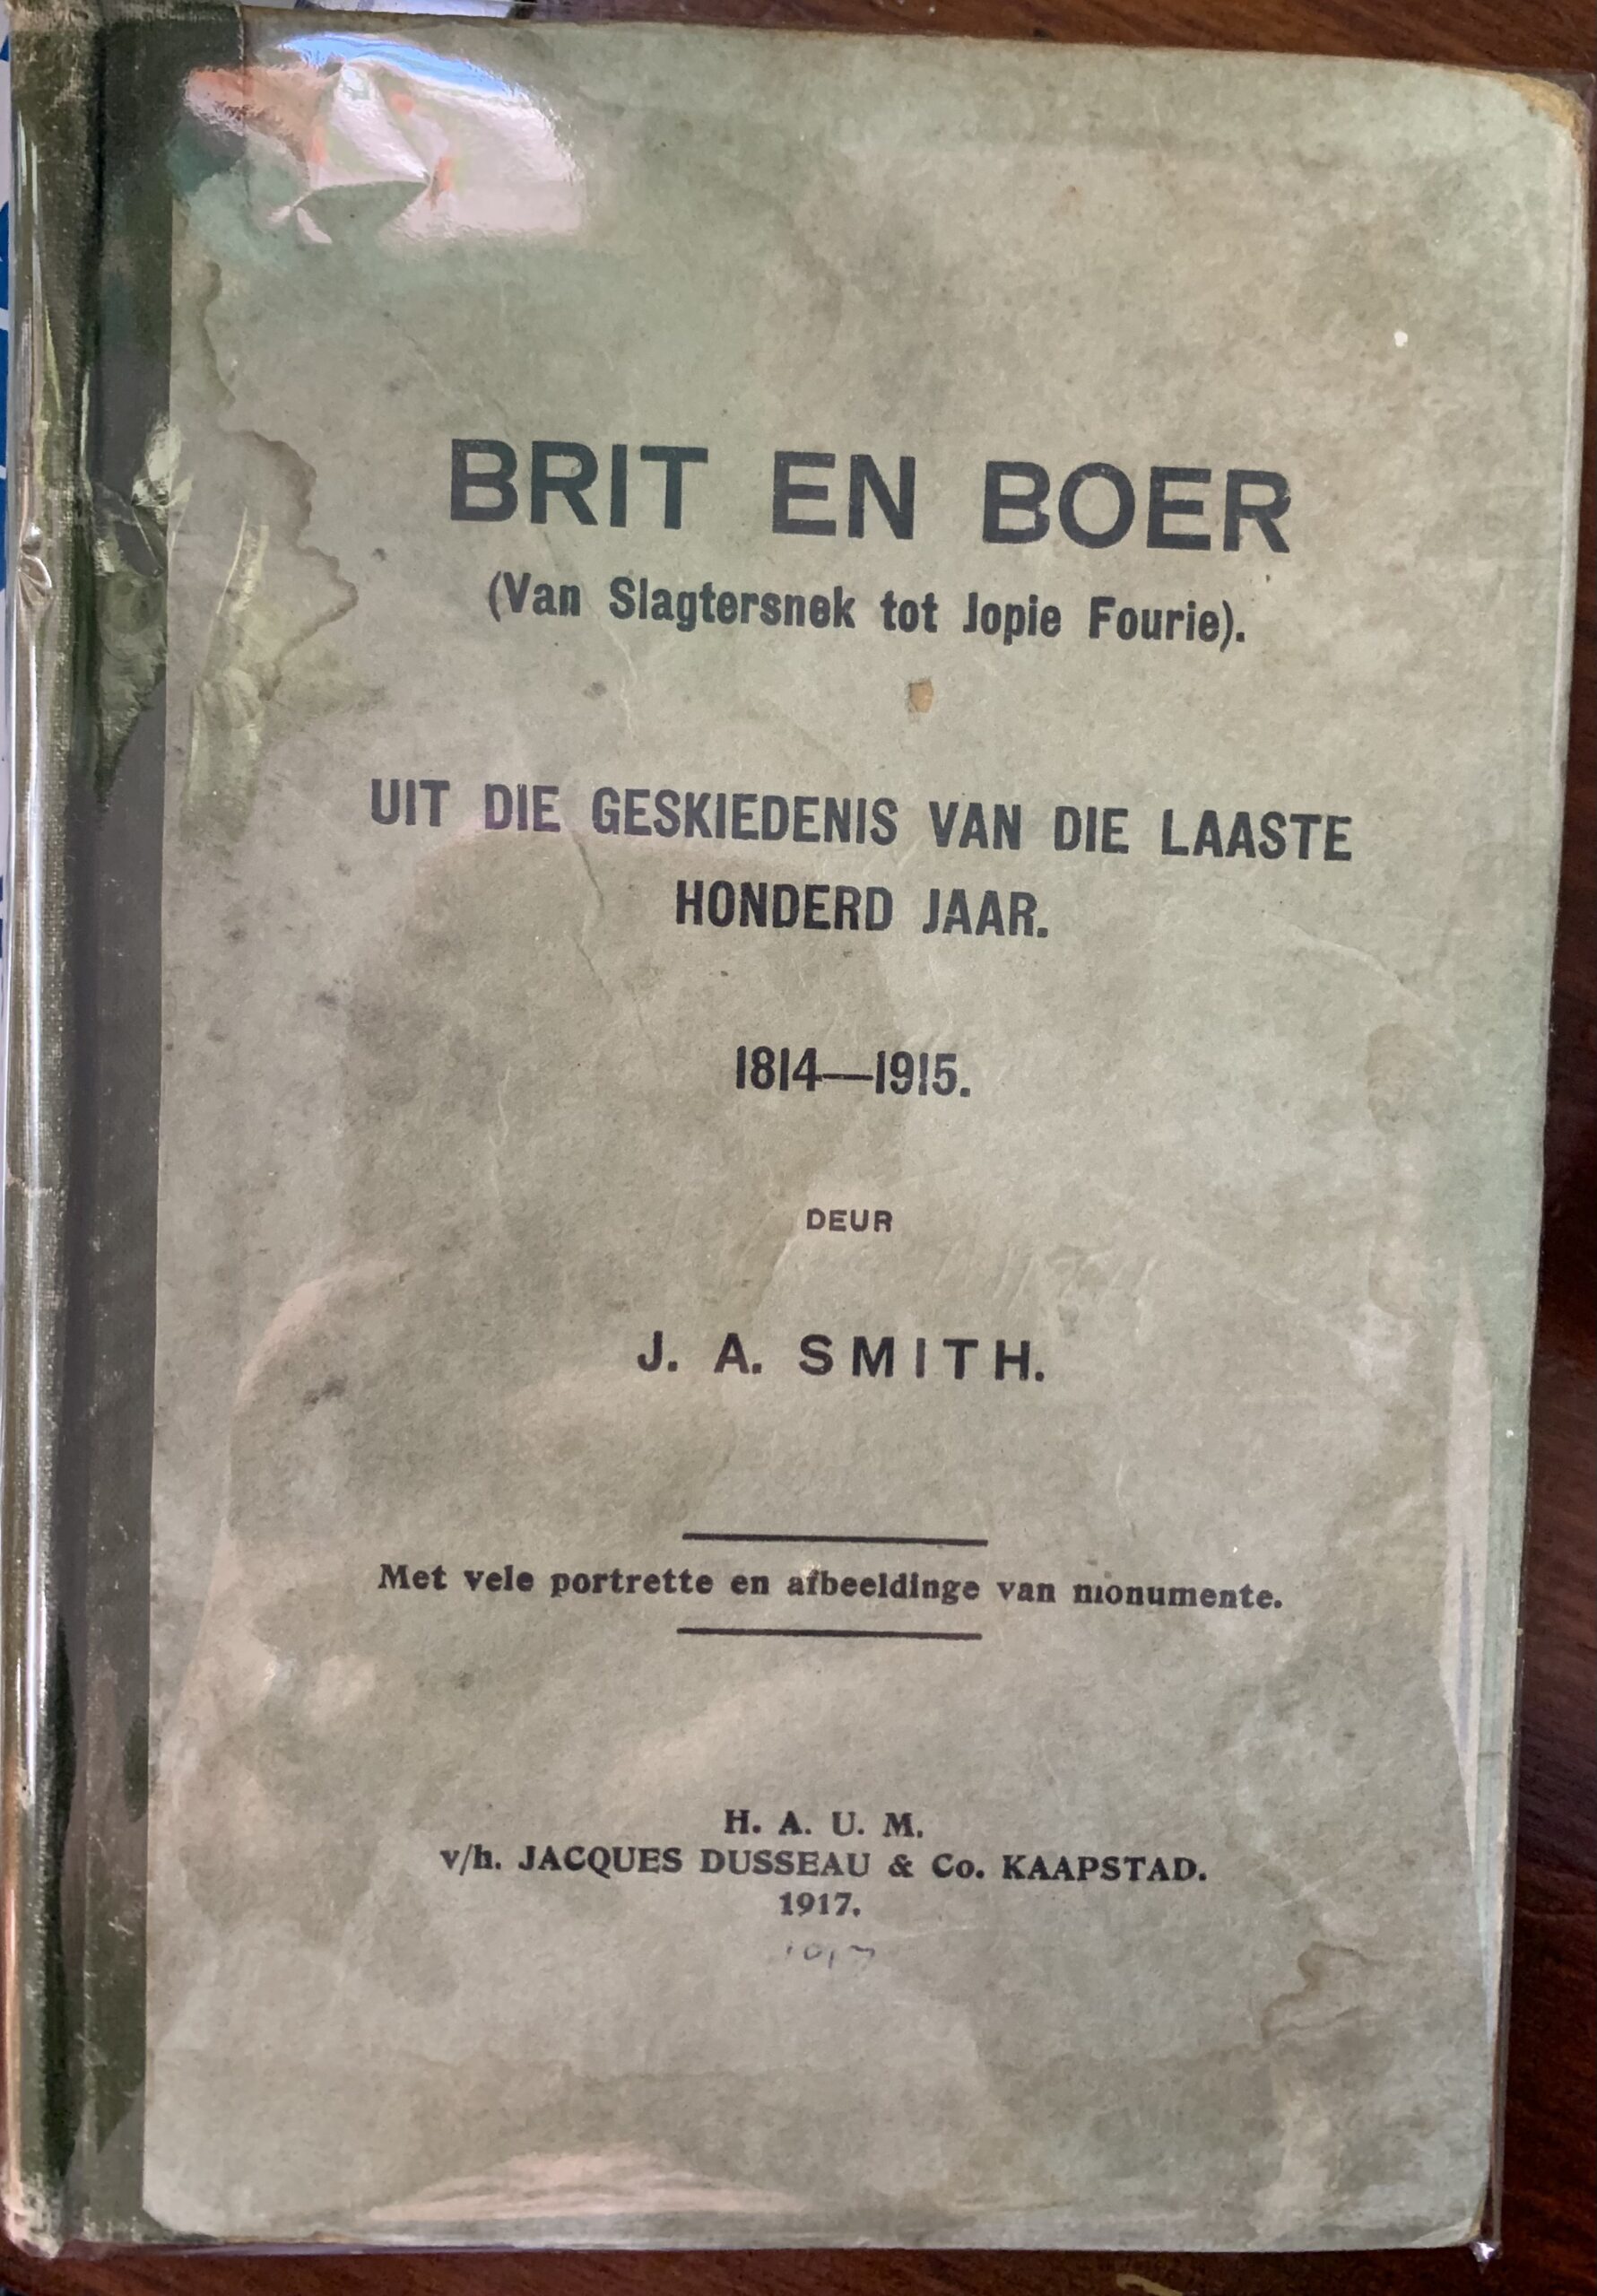 BRIT EN BOER
(Van Slagtersnek tot Jopie Fourie).
UIT DIE GESKIEDENIS VAN DIE LAASTE
HONDERD JAAR.
1814—1915.
DEUR
J. A. SMITH.
Met vele portrette en afbeeldinge van monumente.
H. A. U. M.
v/h. JACQUES DUSSEAU & Co. KAAPSTAD.
1917.